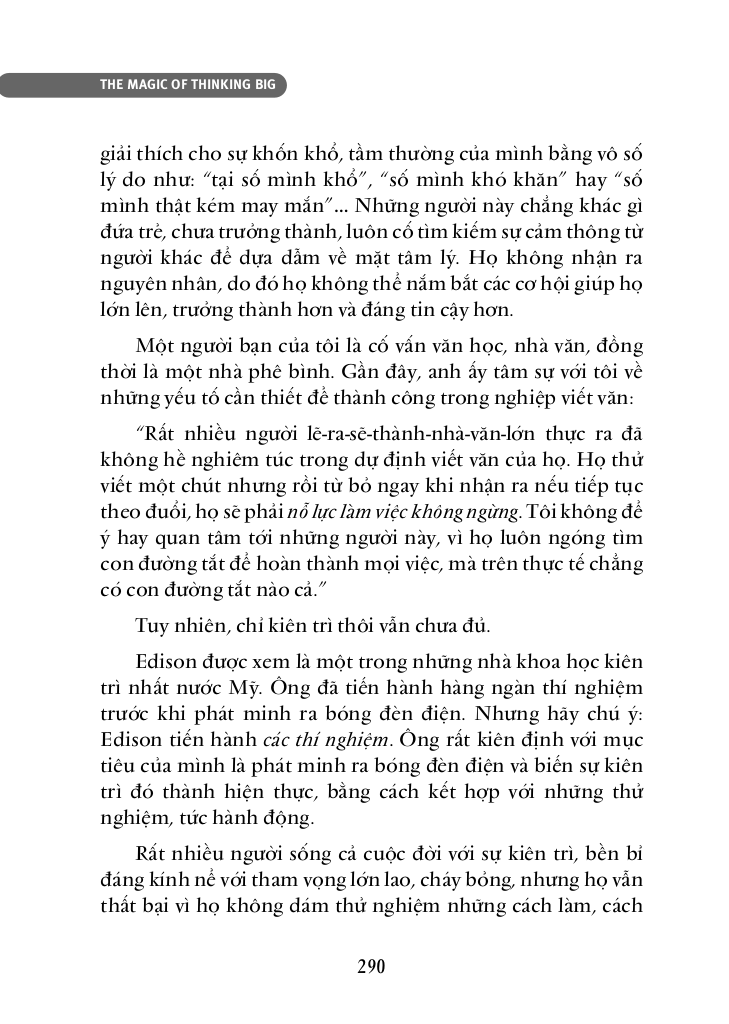 THE MAGIC OF THINKING BIG
giải thích cho sự khốn khổ, tầm thường của mình bằng vô số
lý do như: “tại số mình khổ”, “số mình khó khăn” hay “số
mình thật kém may mắn”... Những người này chẳng khác gì
đứa trẻ, chưa trưởng thành, luôn cố tìm kiếm sự cảm thông từ
người khác để dựa dẫm về mặt tâm lý. Họ không nhận ra
nguyên nhân, do đó họ không thể nắm bắt các cơ hội giúp họ
lớn lên, trưởng thành hơn và đáng tin cậy hơn.
Một người bạn của tôi là cố vấn văn học, nhà văn, đồng
thời là một nhà phê bình. Gần đây, anh ấy tâm sự với tôi về
những yếu tố cần thiết để thành công trong nghiệp viết văn:
“Rất nhiều người lẽ-ra-sẽ-thành-nhà-văn-lớn thực ra đã
không hề nghiêm túc trong dự định viết văn của họ. Họ thử
viết một chút nhưng rồi từ bỏ ngay khi nhận ra nếu tiếp tục
theo đuổi, họ sẽ phải nỗ lực làm việc không ngừng. Tôi không để
ý hay quan tâm tới những người này, vì họ luôn ngóng tìm
con đường tắt để hoàn thành mọi việc, mà trên thực tế chẳng
có con đường tắt nào cả.”
Tuy nhiên, chỉ kiên trì thôi vẫn chưa đủ.
Edison được xem là một trong những nhà khoa học kiên
trì nhất nước Mỹ. Ông đã tiến hành hàng ngàn thí nghiệm
trước khi phát minh ra bóng đèn điện. Nhưng hãy chú ý:
Edison tiến hành các thí nghiệm. Ông rất kiên định với mục
tiêu của mình là phát minh ra bóng đèn điện và biến sự kiên
trì đó thành hiện thực, bằng cách kết hợp với những thử
nghiệm, tức hành động.
Rất nhiều người sống cả cuộc đời với sự kiên trì, bền bỉ
đáng kính nể với tham vọng lớn lao, cháy bỏng, nhưng họ vẫn
thất bại vì họ không dám thử nghiệm những cách làm, cách
290